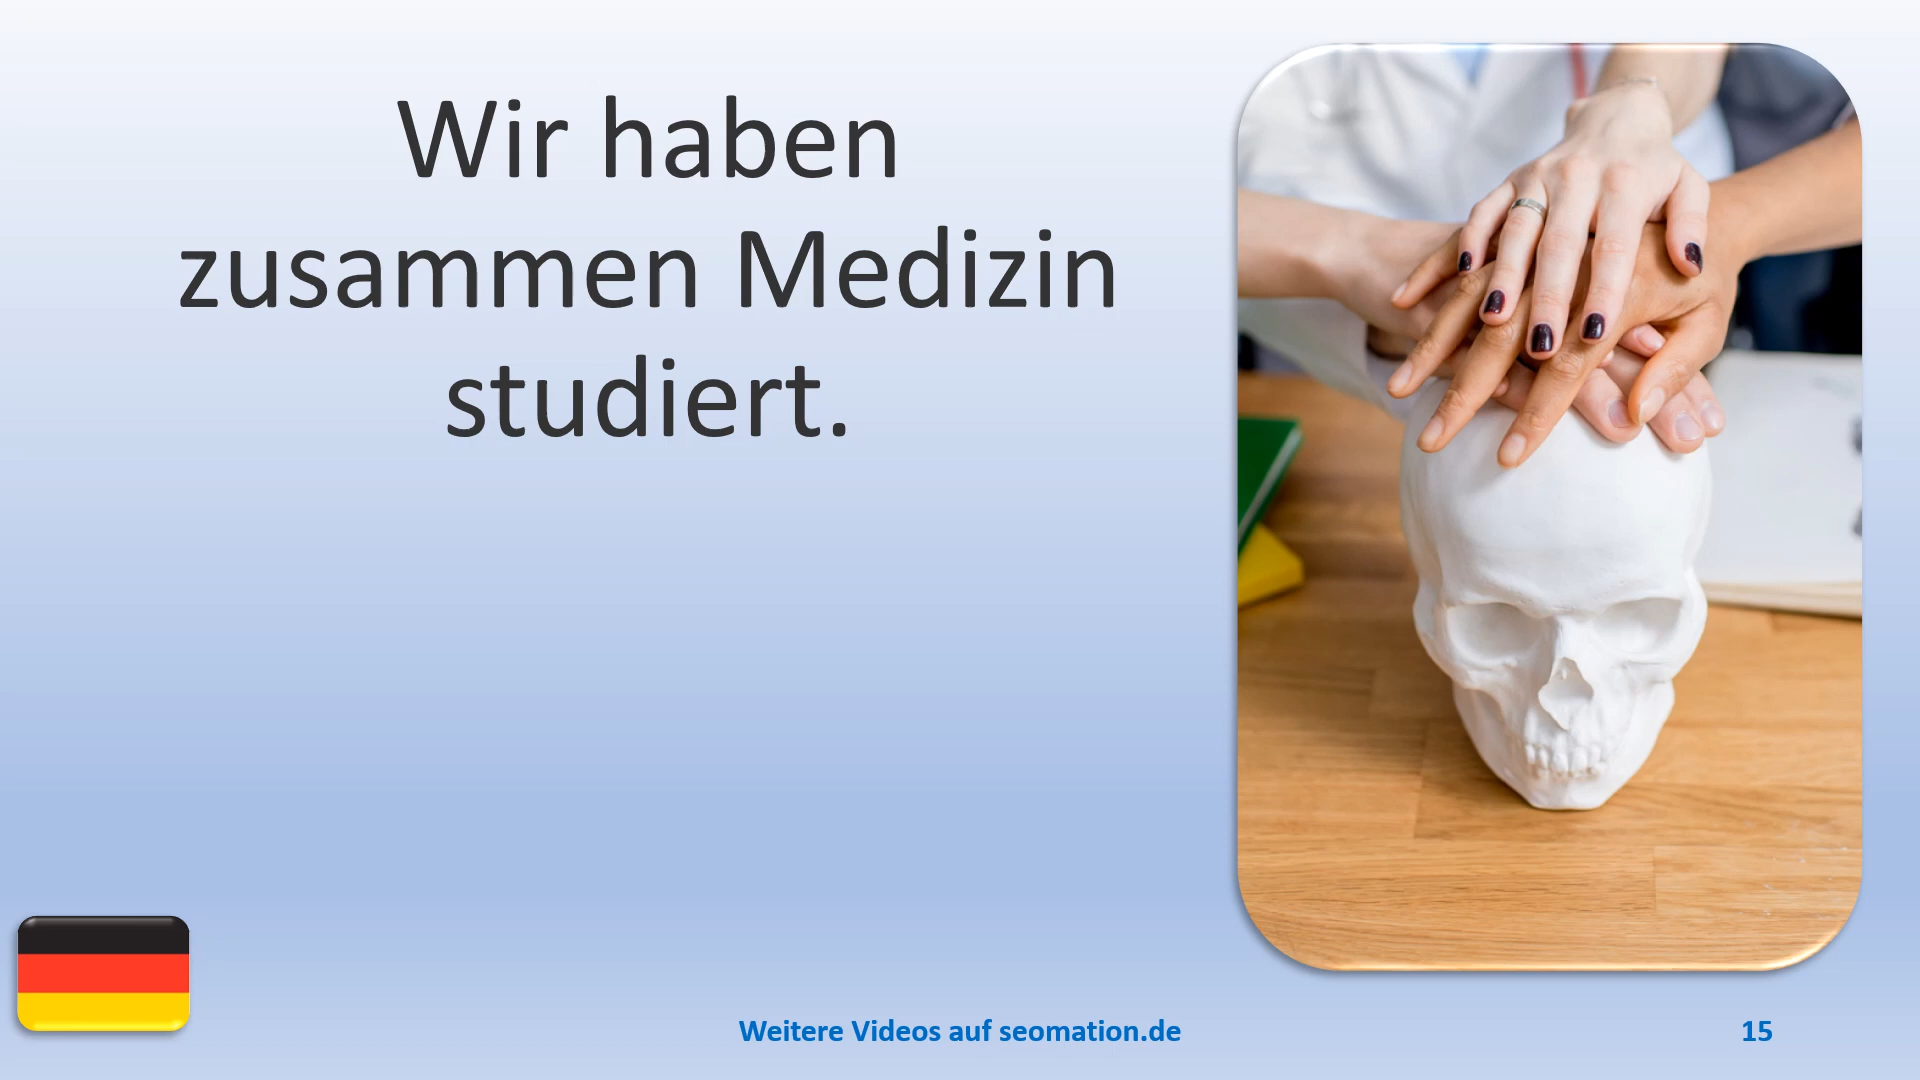 Wir haben
zusammen Medizin
studiert.
Weitere Videos auf seomation.de
15